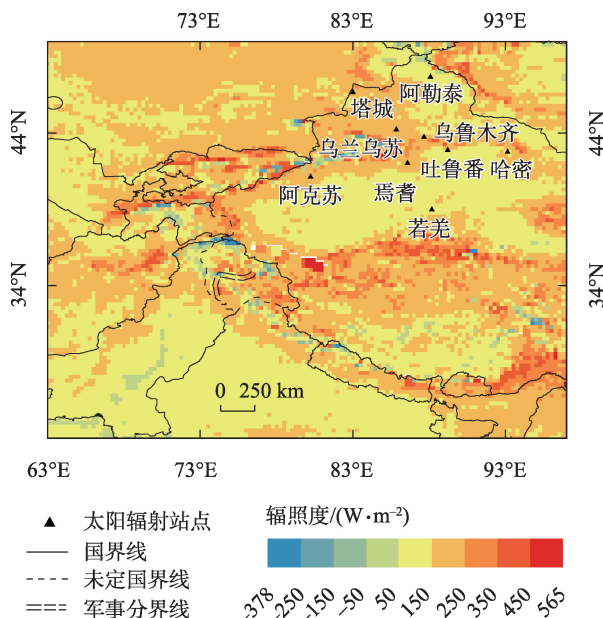 73°E 83°E 93°E
44°N 44°N
34°N 34°N
阿勒泰
塔城
乌鲁木齐
乌兰乌苏
吐鲁番 哈密
阿克苏 焉耆
若羌
0 250 km
63°E 73°E 83°E 93°E
▲ 太阳辐射站点
国界线
未定国界线
军事分界线
辐照度/(W·m⁻²)
-378 -250 -150 -50 50 150 250 350 450 565